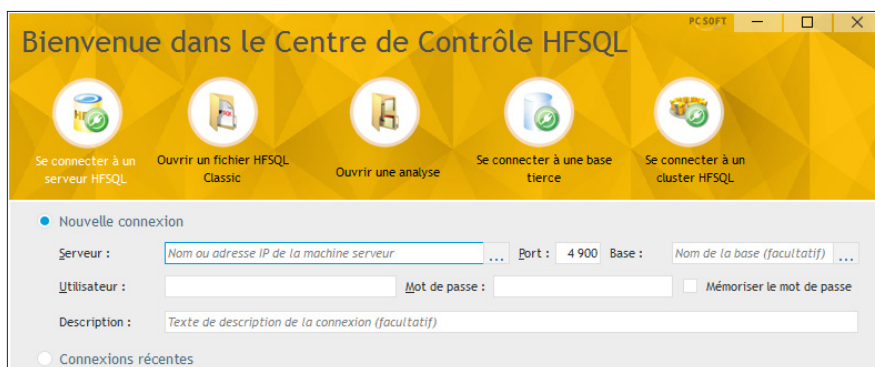 PC SOFT
Bienvenue dans le Centre de Contrôle HFSQL
Se connecter à un
serveur HFSQL
Ouvrir un fichier HFSQL
Classic
Ouvrir une analyse
Se connecter à une base
tierce
Se connecter à un
cluster HFSQL
Nouvelle connexion
Serveur : Nom ou adresse IP de la machine serveur ... Port : 4 900 Base : Nom de la base (facultatif) ...
Utilisateur : Mot de passe : Mémoriser le mot de passe
Description : Texte de description de la connexion (facultatif)
Connexions récentes